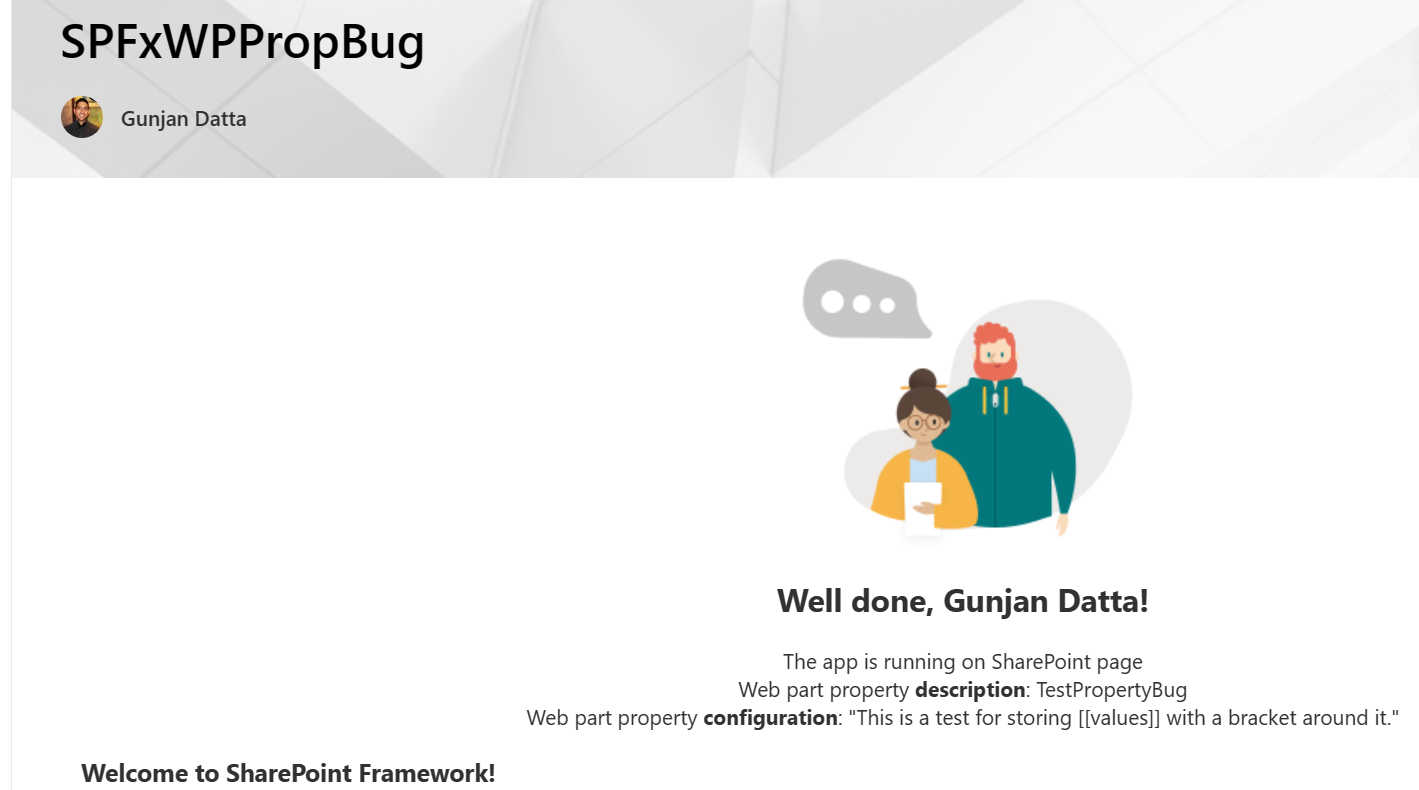 SPFxWPPropBug
Gunjan Datta
Well done, Gunjan Datta!
The app is running on SharePoint page
Web part property description: TestPropertyBug
Web part property configuration: "This is a test for storing [[values]] with a bracket around it."
Welcome to SharePoint Framework!